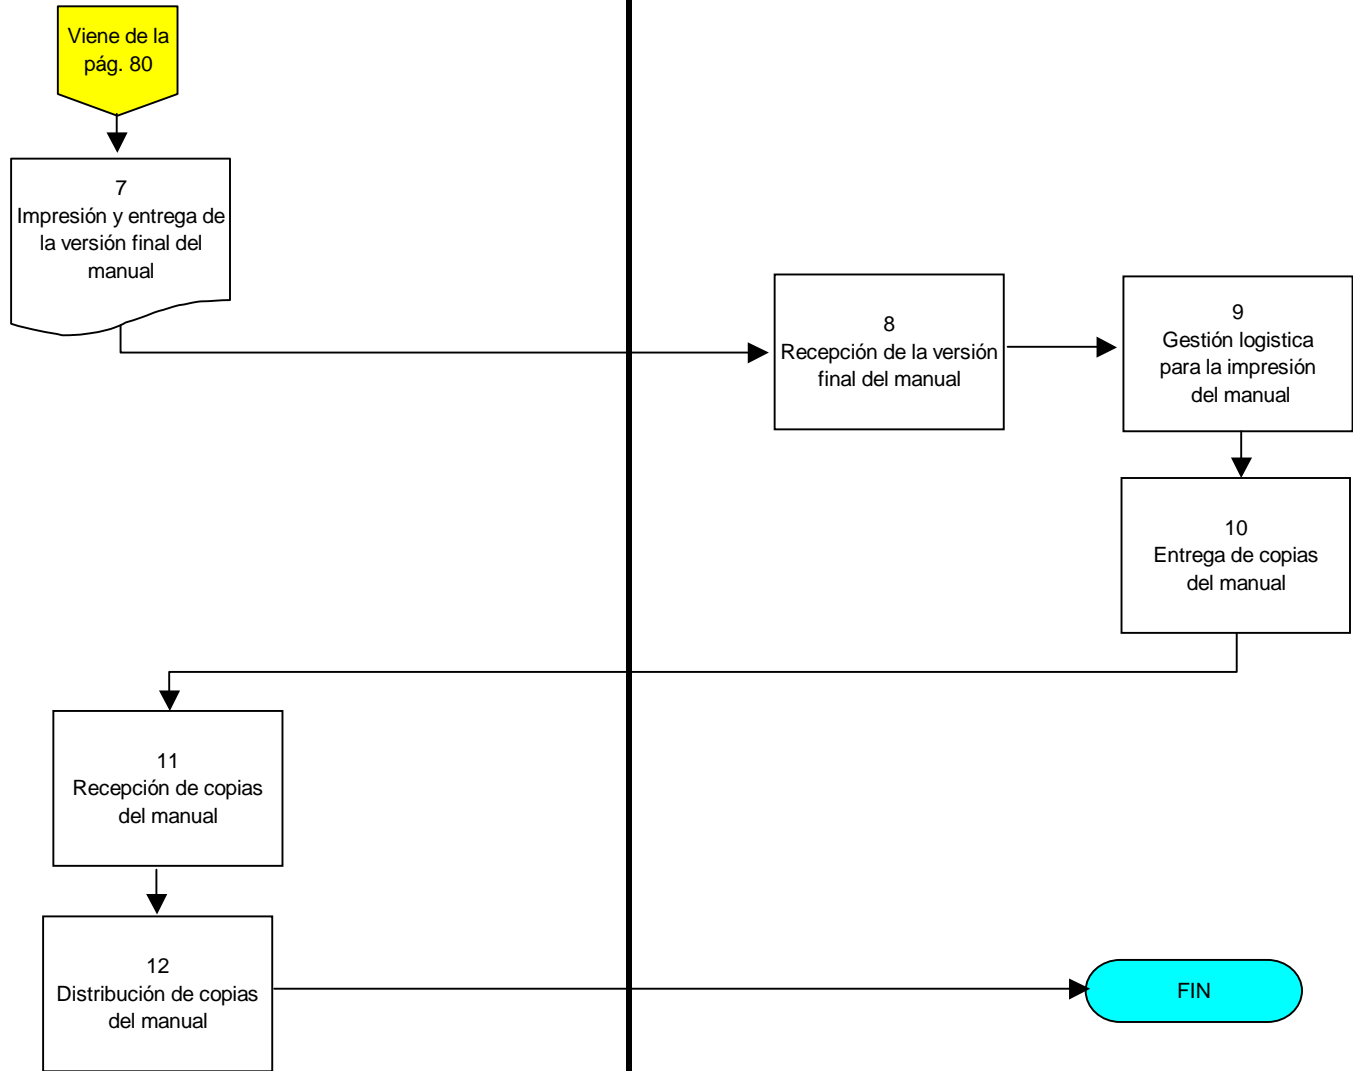 Viene de la
pág. 80
7
Impresión y entrega de
la versión final del
manual
8
Recepción de la versión
final del manual
9
Gestión logistica
para la impresión
del manual
10
Entrega de copias
del manual
11
Recepción de copias
del manual
12
Distribución de copias
del manual
FIN